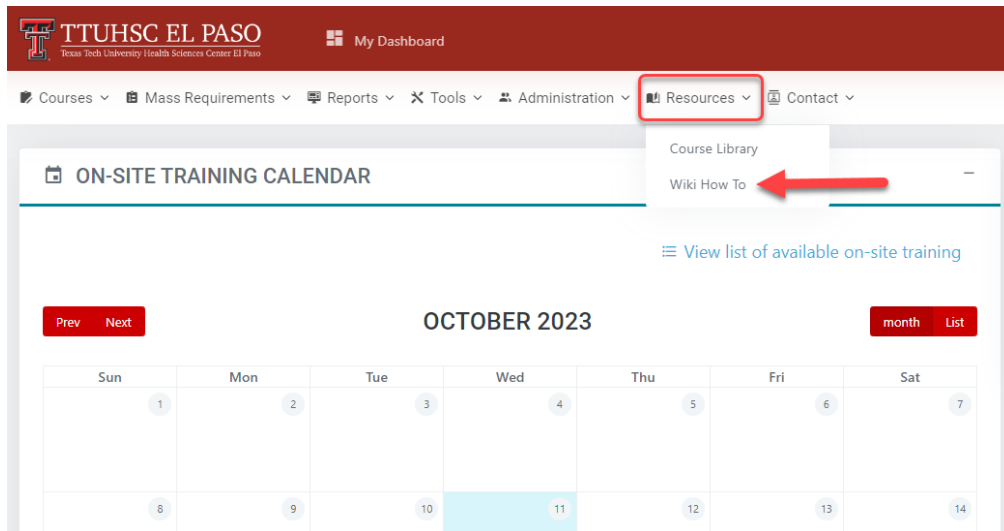 TTUHSC EL PASO
Texas Tech University Health Sciences Center El Paso
My Dashboard
Courses Mass Requirements Reports Tools Administration Resources Contact
Course Library
Wiki How To
ON-SITE TRAINING CALENDAR
View list of available on-site training
Prev Next
OCTOBER 2023
month List
Sun Mon Tue Wed Thu Fri Sat
1 2 3 4 5 6 7
8 9 10 11 12 13 14